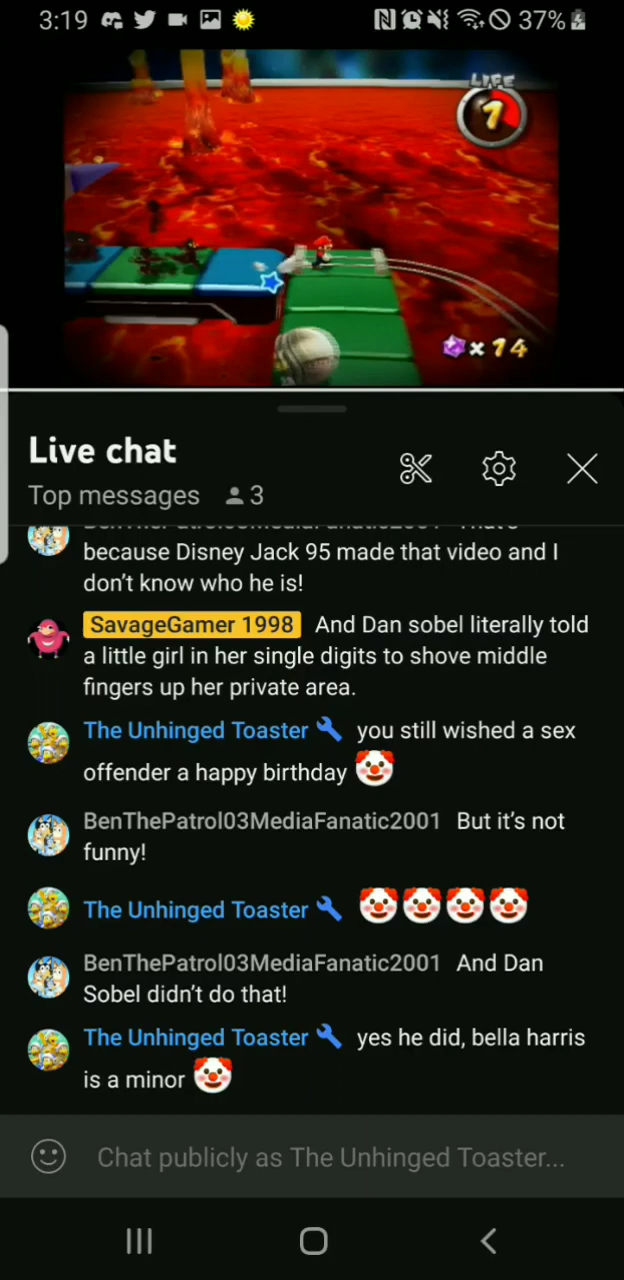 3:19
37%
LIFE
1
x 14
Live chat
Top messages 3
That's
because Disney Jack 95 made that video and I
don't know who he is!
SavageGamer 1998 And Dan sobel literally told
a little girl in her single digits to shove middle
fingers up her private area.
The Unhinged Toaster you still wished a sex
offender a happy birthday 🤡
BenThePatrol03MediaFanatic2001 But it's not
funny!
The Unhinged Toaster 🤡🤡🤡🤡
BenThePatrol03MediaFanatic2001 And Dan
Sobel didn't do that!
The Unhinged Toaster yes he did, bella harris
is a minor 🤡
Chat publicly as The Unhinged Toaster...